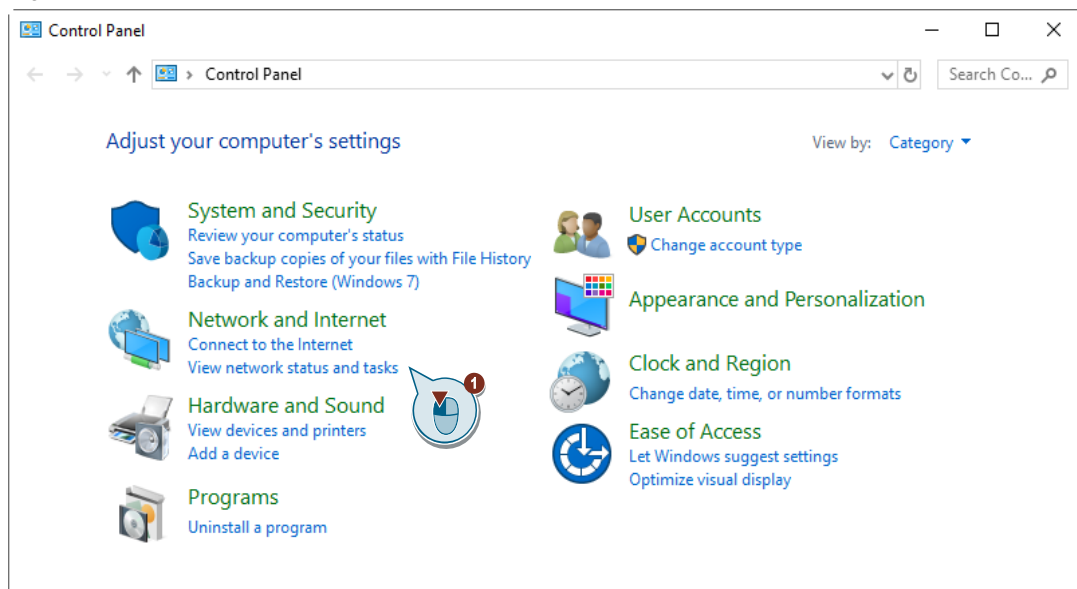 Control Panel
Control Panel
Search Co...
Adjust your computer's settings
View by: Category
System and Security
Review your computer's status
Save backup copies of your files with File History
Backup and Restore (Windows 7)
Network and Internet
Connect to the Internet
View network status and tasks
1
Hardware and Sound
View devices and printers
Add a device
Programs
Uninstall a program
User Accounts
Change account type
Appearance and Personalization
Clock and Region
Change date, time, or number formats
Ease of Access
Let Windows suggest settings
Optimize visual display